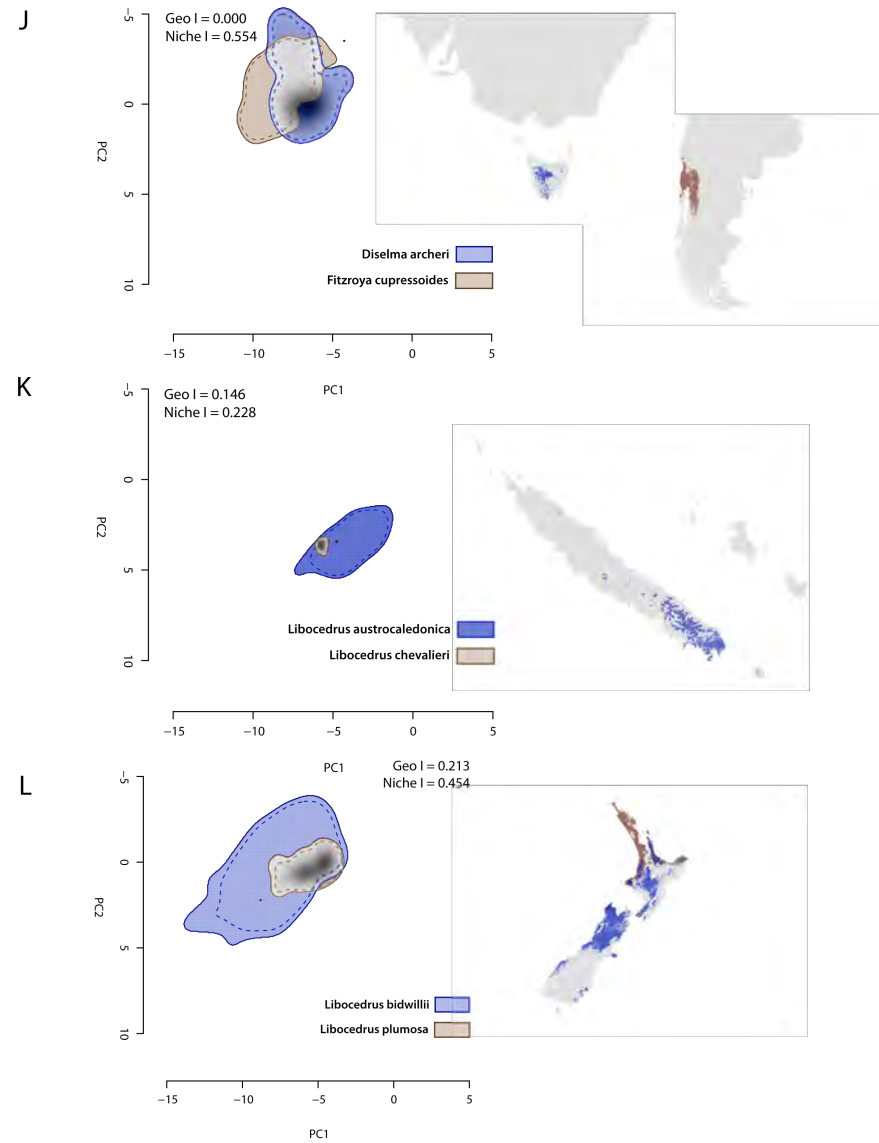 J
Geo I = 0.000
Niche I = 0.554
−5
0
5
10
PC2
Diselma archeri
Fitzroya cupressoides
−15 −10 −5 0 5
PC1
K
Geo I = 0.146
Niche I = 0.228
−5
0
5
10
PC2
Libocedrus austrocaledonica
Libocedrus chevalieri
−15 −10 −5 0 5
PC1
L
Geo I = 0.213
Niche I = 0.454
−5
0
5
10
PC2
Libocedrus bidwillii
Libocedrus plumosa
−15 −10 −5 0 5
PC1